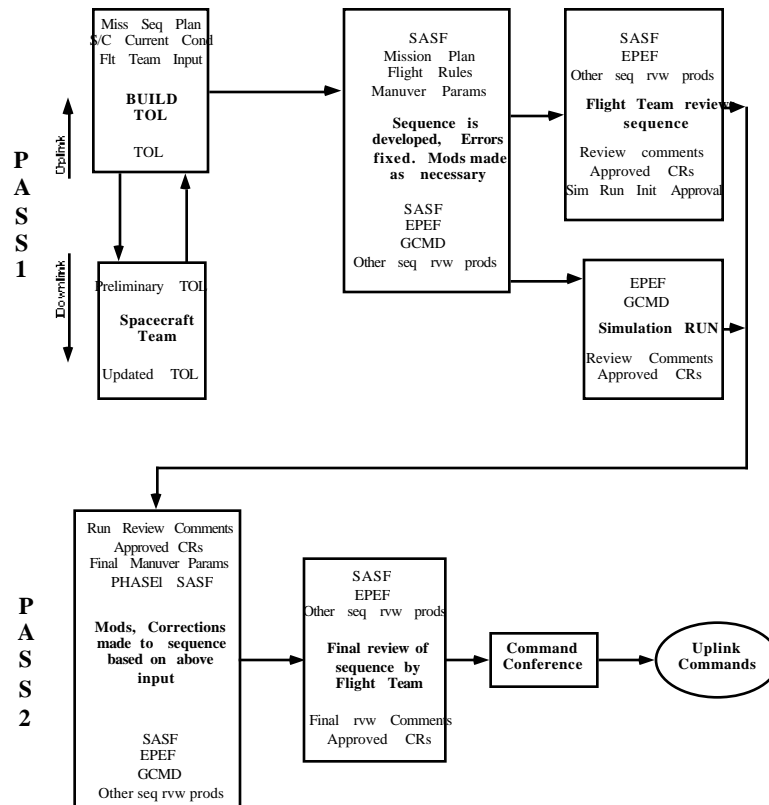 PASS1
Uplink
Downlink
Miss Seq Plan
S/C Current Cond
Flt Team Input
BUILD
TOL
TOL
Preliminary TOL
Spacecraft
Team
Updated TOL
SASF
Mission Plan
Flight Rules
Manuver Params
Sequence is
developed, Errors
fixed. Mods made
as necessary
SASF
EPEF
GCMD
Other seq rvw prods
SASF
EPEF
Other seq rvw prods
Flight Team review
sequence
Review comments
Approved CRs
Sim Run Init Approval
EPEF
GCMD
Simulation RUN
Review Comments
Approved CRs
PASS2
Run Review Comments
Approved CRs
Final Manuver Params
PHASE1 SASF
Mods, Corrections
made to sequence
based on above
input
SASF
EPEF
GCMD
Other seq rvw prods
SASF
EPEF
Other seq rvw prods
Final review of
sequence by
Flight Team
Final rvw Comments
Approved CRs
Command
Conference
Uplink
Commands